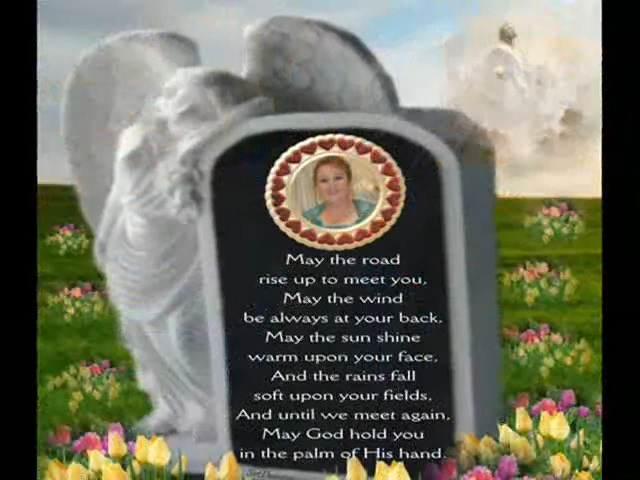 May the road
rise up to meet you,
May the wind
be always at your back.
May the sun shine
warm upon your face,
And the rains fall
soft upon your fields,
And until we meet again,
May God hold you
in the palm of His hand.